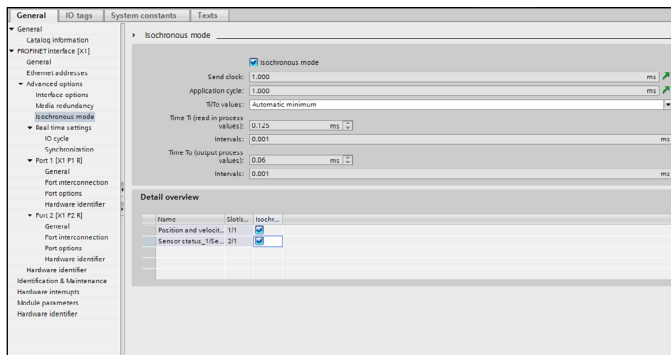 General IO tags System constants Texts
General
Catalog information
PROFINET interface [X1]
General
Ethernet addresses
Advanced options
Interface options
Media redundancy
Isochronous mode
Real time settings
IO cycle
Synchronization
Port 1 [X1 P1 R]
General
Port interconnection
Port options
Hardware identifier
Port 2 [X1 P2 R]
General
Port interconnection
Port options
Hardware identifier
Hardware identifier
Identification & Maintenance
Hardware interrupts
Module parameters
Hardware identifier
Isochronous mode
Isochronous mode
Send clock: 1.000 ms
Application cycle: 1.000 ms
Ti/To values: Automatic minimum
Time Ti (read in process
values): 0.125 ms
Intervals: 0.001 ms
Time To (output process
values): 0.06 ms
Intervals: 0.001 ms
Detail overview
Name Slot/s... Isochr...
Position and velocit... 1/1
Sensor status_1/Se... 2/1